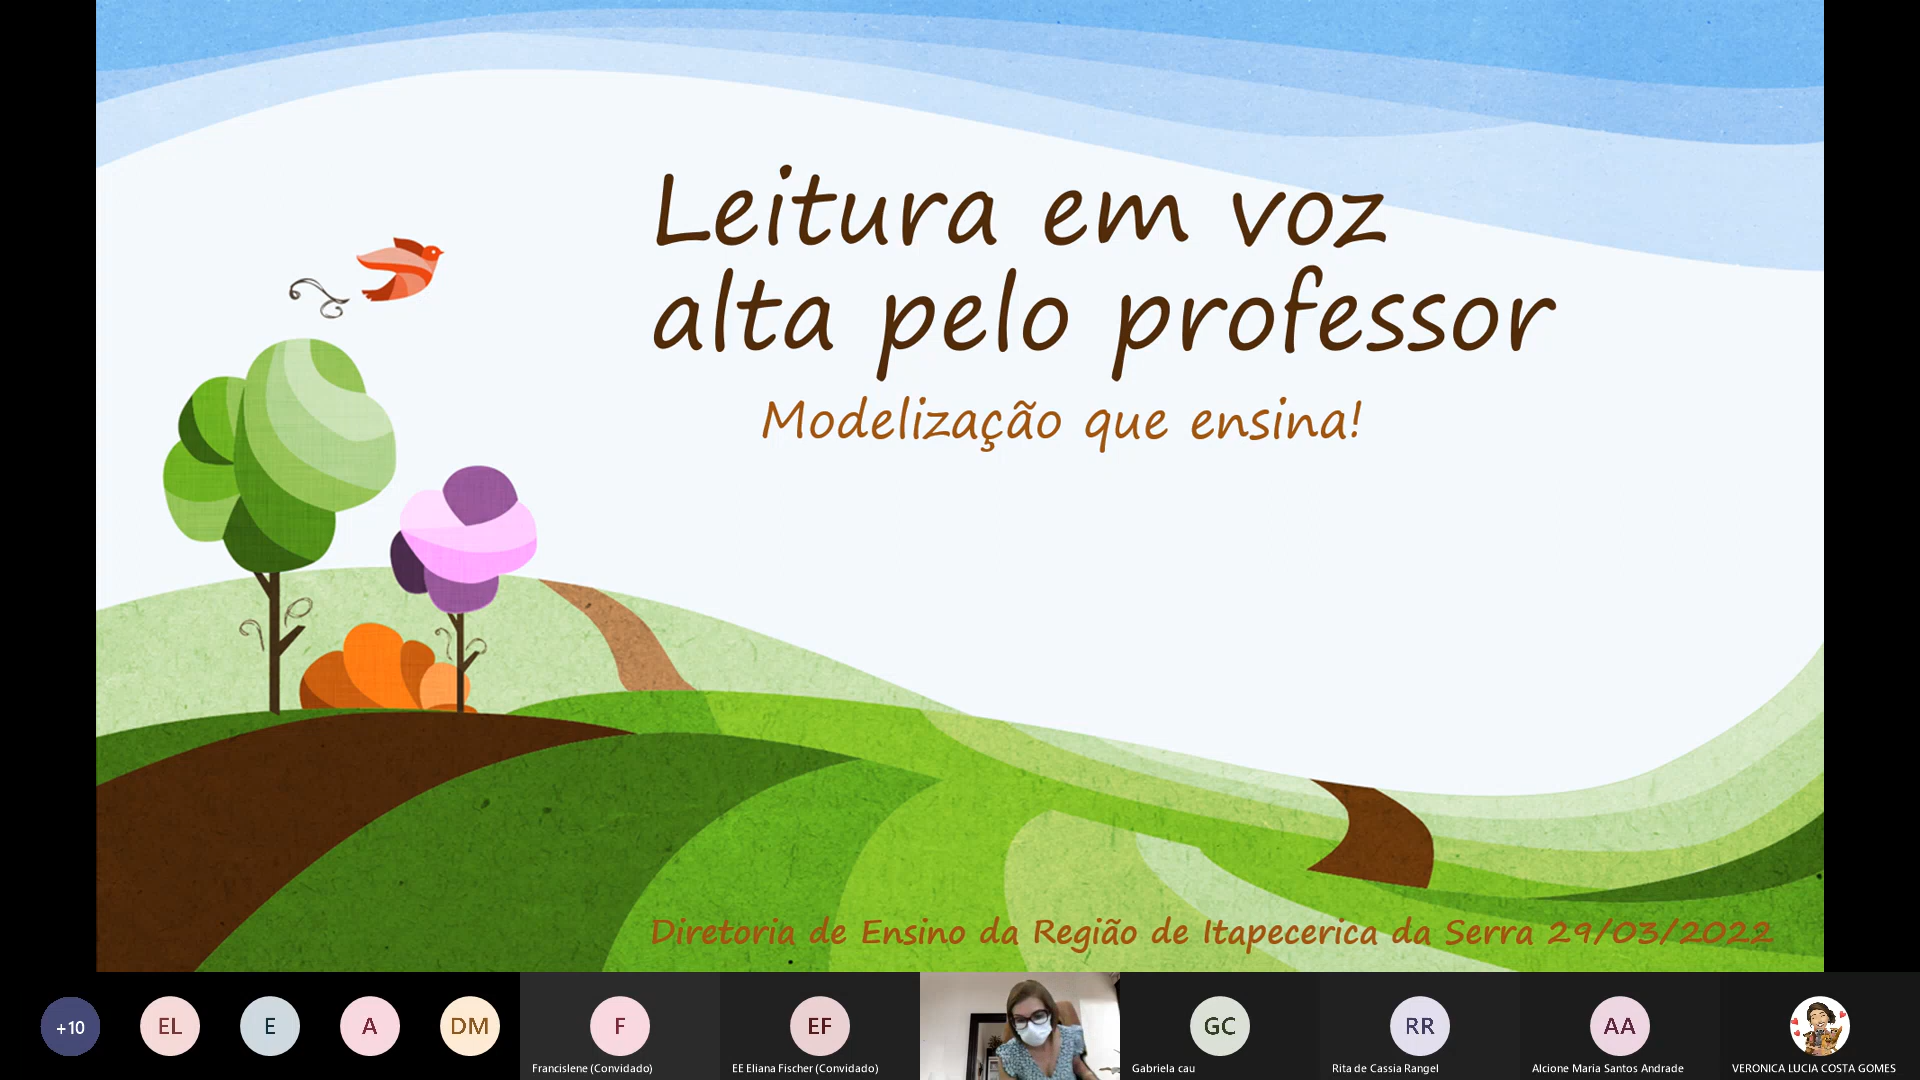 Leitura em voz
alta pelo professor
Modelização que ensina!
Diretoria de Ensino da Região de Itapecerica da Serra 29/03/2022
+10
EL
E
A
DM
F
EF
GC
RR
AA
Francislene (Convidado)
EE Eliana Fischer (Convidado)
Gabriela cau
Rita de Cassia Rangel
Alcione Maria Santos Andrade
VERONICA LUCIA COSTA GOMES